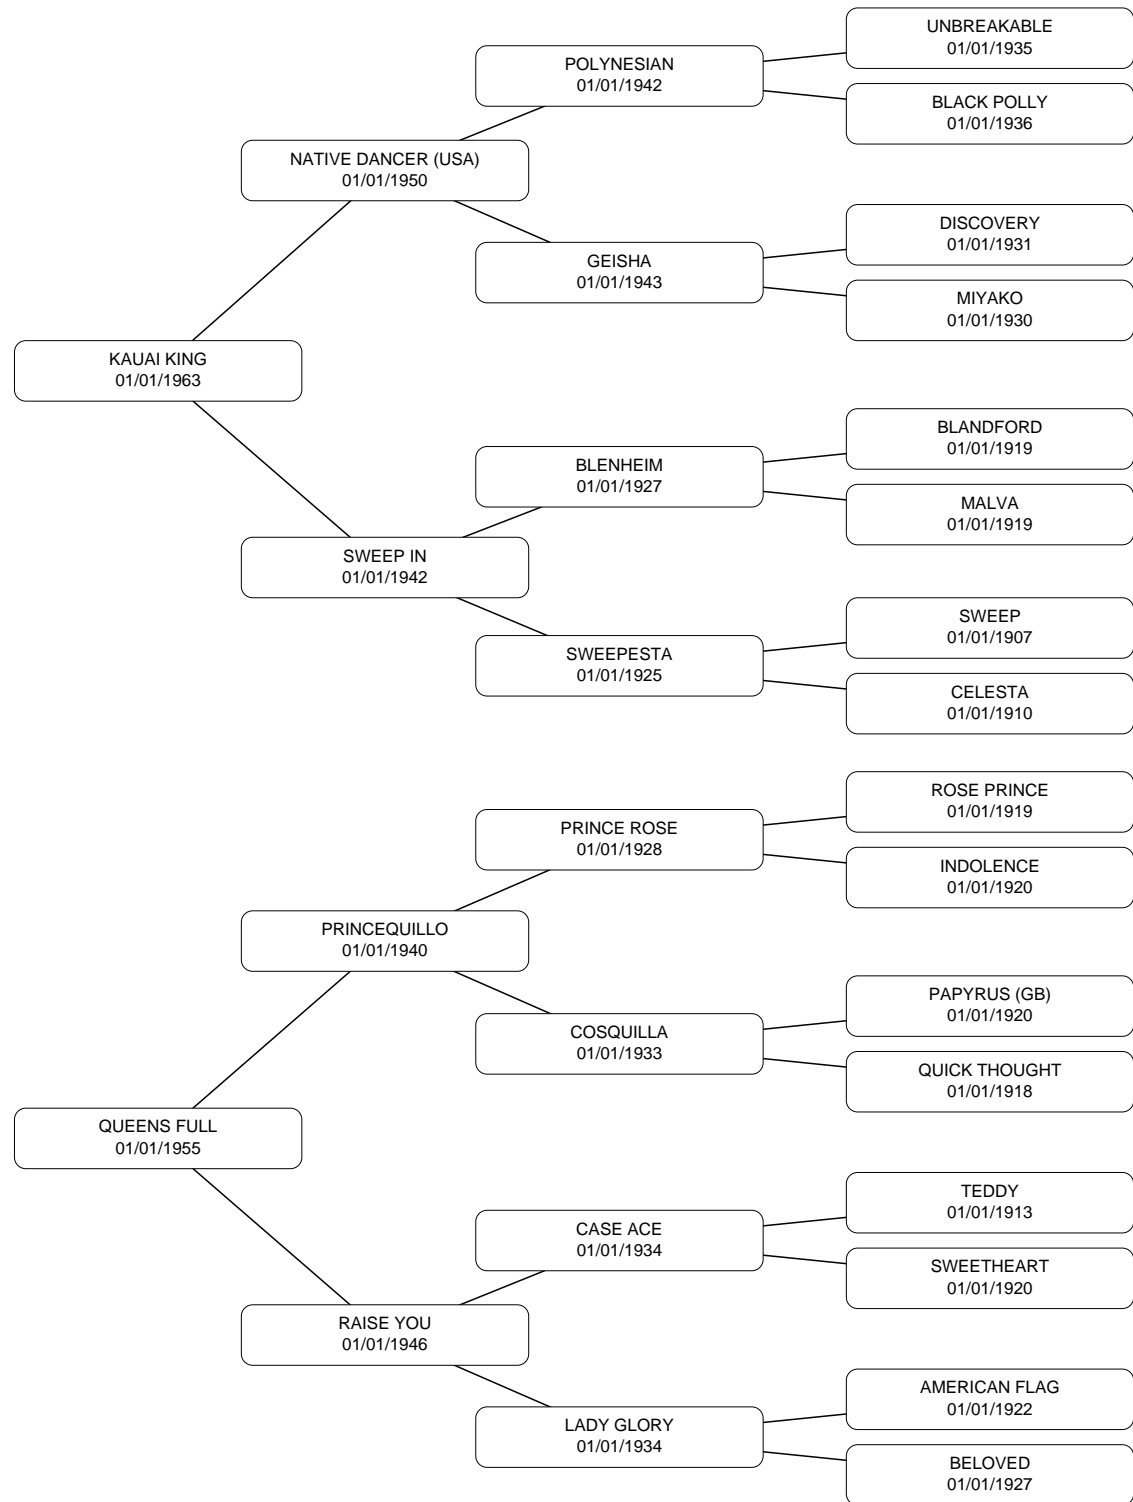 UNBREAKABLE
01/01/1935
POLYNESIAN
01/01/1942
BLACK POLLY
01/01/1936
NATIVE DANCER (USA)
01/01/1950
DISCOVERY
01/01/1931
GEISHA
01/01/1943
MIYAKO
01/01/1930
KAUAI KING
01/01/1963
BLANDFORD
01/01/1919
BLENHEIM
01/01/1927
MALVA
01/01/1919
SWEEP IN
01/01/1942
SWEEP
01/01/1907
SWEEPESTA
01/01/1925
CELESTA
01/01/1910
ROSE PRINCE
01/01/1919
PRINCE ROSE
01/01/1928
INDOLENCE
01/01/1920
PRINCEQUILLO
01/01/1940
PAPYRUS (GB)
01/01/1920
COSQUILLA
01/01/1933
QUICK THOUGHT
01/01/1918
QUEENS FULL
01/01/1955
TEDDY
01/01/1913
CASE ACE
01/01/1934
SWEETHEART
01/01/1920
RAISE YOU
01/01/1946
AMERICAN FLAG
01/01/1922
LADY GLORY
01/01/1934
BELOVED
01/01/1927